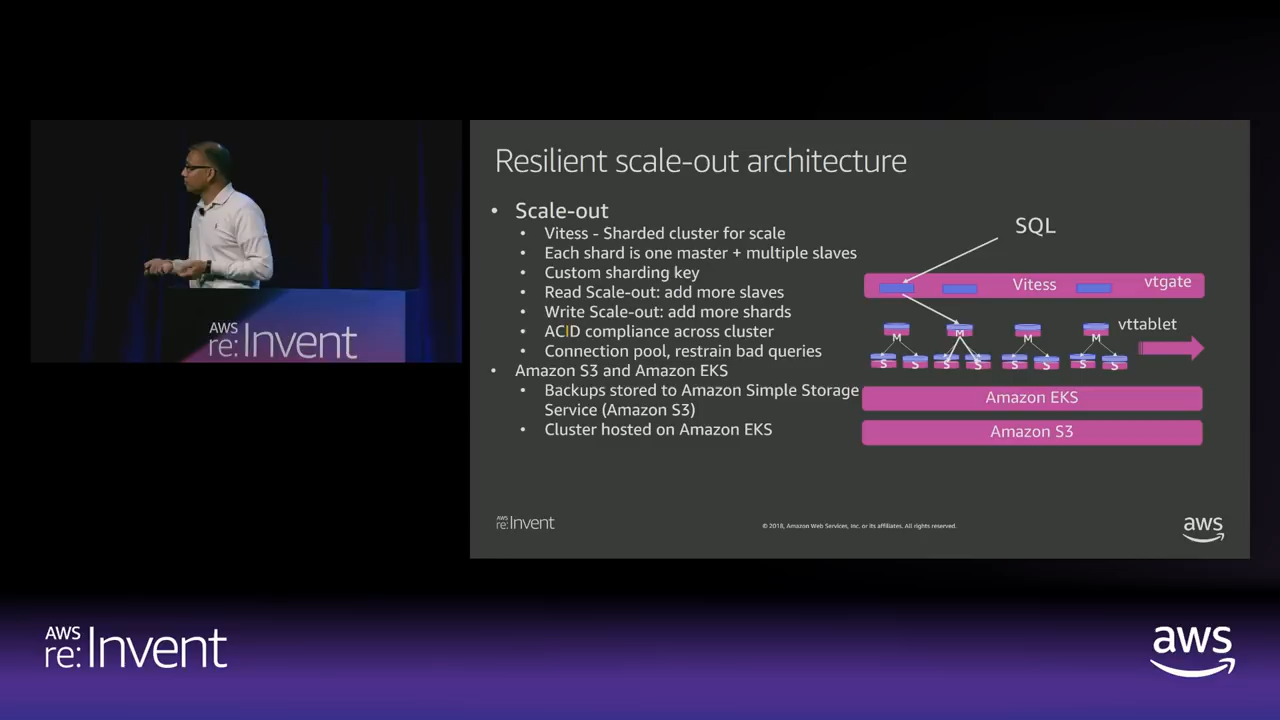 AWS
re:Invent
Resilient scale-out architecture
• Scale-out
• Vitess - Sharded cluster for scale
• Each shard is one master + multiple slaves
• Custom sharding key
• Read Scale-out: add more slaves
• Write Scale-out: add more shards
• ACID compliance across cluster
• Connection pool, restrain bad queries
• Amazon S3 and Amazon EKS
• Backups stored to Amazon Simple Storage
Service (Amazon S3)
• Cluster hosted on Amazon EKS
SQL
Vitess
vtgate
vttablet
M M M M
S S S S S S S S
Amazon EKS
Amazon S3
AWS
re:Invent
© 2018, Amazon Web Services, Inc. or its affiliates. All rights reserved.
aws
AWS
re:Invent
aws